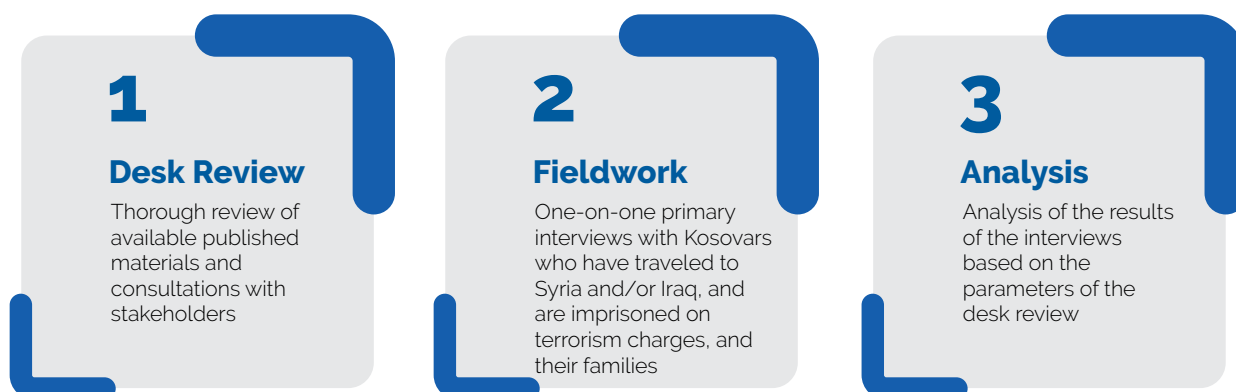 1
Desk Review
Thorough review of
available published
materials and
consultations with
stakeholders
2
Fieldwork
One-on-one primary
interviews with Kosovars
who have traveled to
Syria and/or Iraq, and
are imprisoned on
terrorism charges, and
their families
3
Analysis
Analysis of the results
of the interviews
based on the
parameters of the
desk review